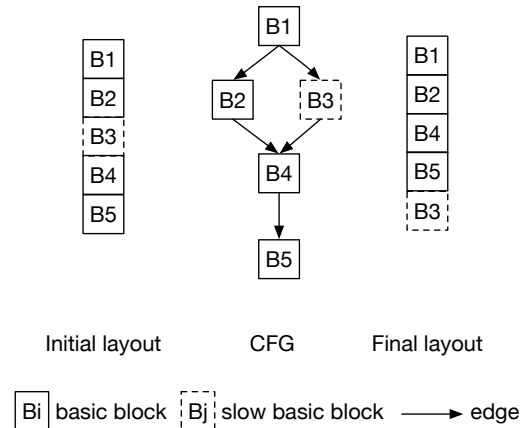 B1
B2
B3
B4
B5
B1
B2
B3
B4
B5
B1
B2
B4
B5
B3
Initial layout
CFG
Final layout
Bi basic block Bj slow basic block edge